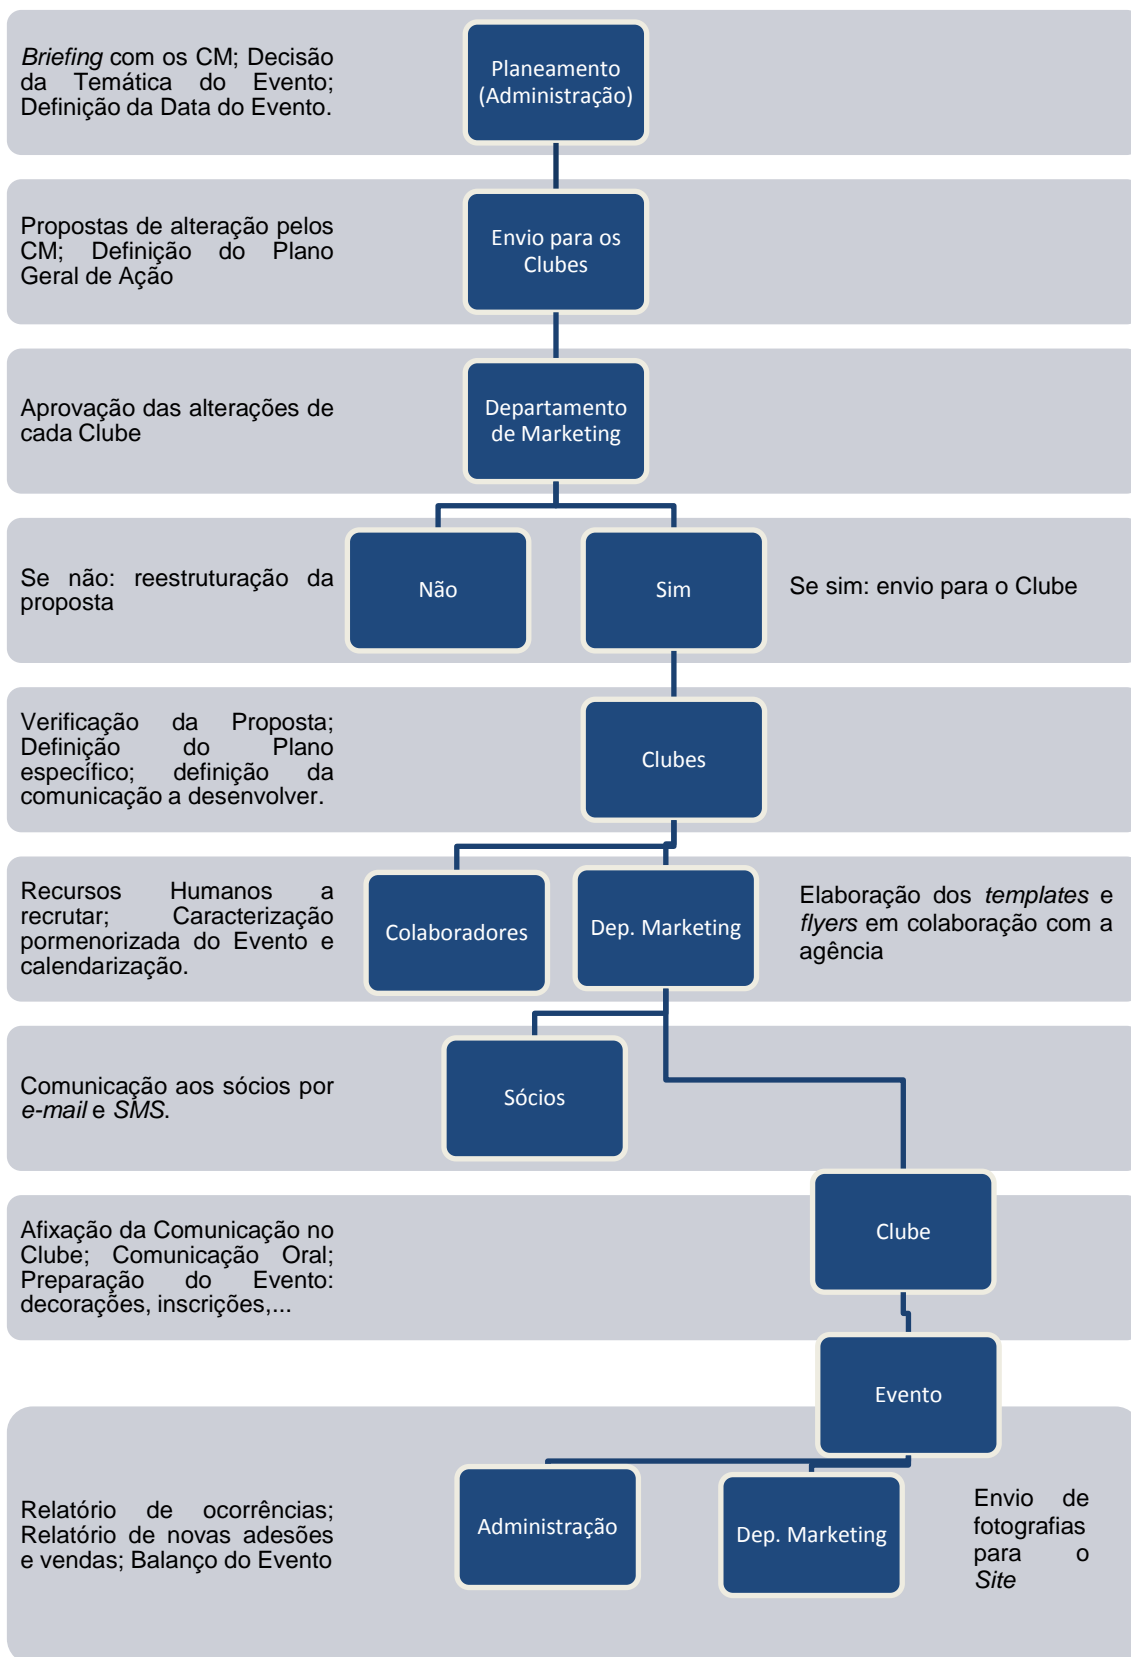 Briefing com os CM; Decisão
da Temática do Evento;
Definição da Data do Evento.
Planeamento
(Administração)
Propostas de alteração pelos
CM; Definição do Plano
Geral de Ação
Envio para os
Clubes
Aprovação das alterações de
cada Clube
Departamento
de Marketing
Se não: reestruturação da
proposta
Não
Sim
Se sim: envio para o Clube
Verificação da Proposta;
Definição do Plano
específico; definição da
comunicação a desenvolver.
Clubes
Recursos Humanos a
recrutar; Caracterização
pormenorizada do Evento e
calendarização.
Colaboradores
Dep. Marketing
Elaboração dos templates e
flyers em colaboração com a
agência
Comunicação aos sócios por
e-mail e SMS.
Sócios
Afixação da Comunicação no
Clube; Comunicação Oral;
Preparação do Evento:
decorações, inscrições,...
Clube
Evento
Relatório de ocorrências;
Relatório de novas adesões
e vendas; Balanço do Evento
Administração
Dep. Marketing
Envio de
fotografias
para o
Site